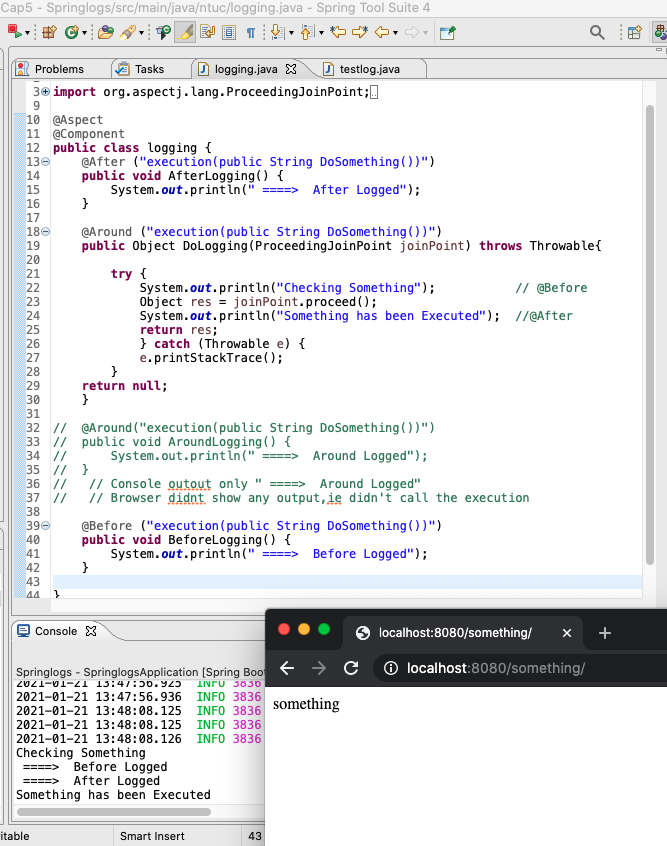 Cap5 - Springlogs/src/main/java/ntuc/logging.java - Spring Tool Suite 4
Problems Tasks logging.java testlog.java
3 import org.aspectj.lang.ProceedingJoinPoint;
9
10 @Aspect
11 @Component
12 public class logging {
13 @After ("execution(public String DoSomething())")
14 public void AfterLogging() {
15 System.out.println(" ====>  After Logged");
16 }
17
18 @Around ("execution(public String DoSomething())")
19 public Object DoLogging(ProceedingJoinPoint joinPoint) throws Throwable{
20
21 try {
22 System.out.println("Checking Something"); // @Before
23 Object res = joinPoint.proceed();
24 System.out.println("Something has been Executed"); //@After
25 return res;
26 } catch (Throwable e) {
27 e.printStackTrace();
28 }
29 return null;
30 }
31
32 // @Around("execution(public String DoSomething())")
33 // public void AroundLogging() {
34 // System.out.println(" ====>  Around Logged");
35 // }
36 // // Console outout only " ====>  Around Logged"
37 // // Browser didnt show any output,ie didn't call the execution
38
39 @Before ("execution(public String DoSomething())")
40 public void BeforeLogging() {
41 System.out.println(" ====>  Before Logged");
42 }
43
44 }
Console
Springlogs - SpringlogsApplication [Spring Boot
2021-01-21 13:47:56.925 INFO 3836
2021-01-21 13:47:56.936 INFO 3836
2021-01-21 13:48:08.125 INFO 3836
2021-01-21 13:48:08.125 INFO 3836
2021-01-21 13:48:08.126 INFO 3836
Checking Something
====>  Before Logged
====>  After Logged
Something has been Executed
itable Smart Insert 43
localhost:8080/something/
localhost:8080/something/
something